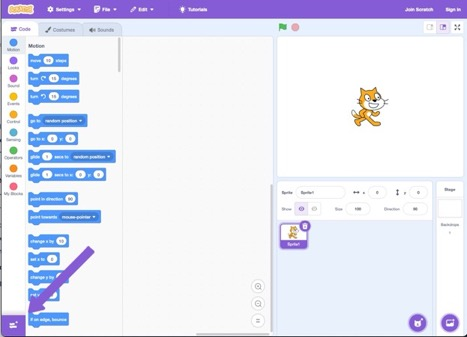 SCRATCH
Settings
File
Edit
Tutorials
Join Scratch
Sign in
Code
Costumes
Sounds
Motion
Looks
Sound
Events
Control
Sensing
Operators
Variables
My Blocks
Motion
move 10 steps
turn 15 degrees
turn 15 degrees
go to random position
go to x: 0 y: 0
glide 1 secs to random position
glide 1 secs to x: 0 y: 0
point in direction 90
point towards mouse-pointer
change x by 10
set x to 0
change y by
if on edge, bounce
Sprite Sprite1 x 0 y 0
Show Size 100 Direction 90
Sprite1
Stage
Backdrops
1